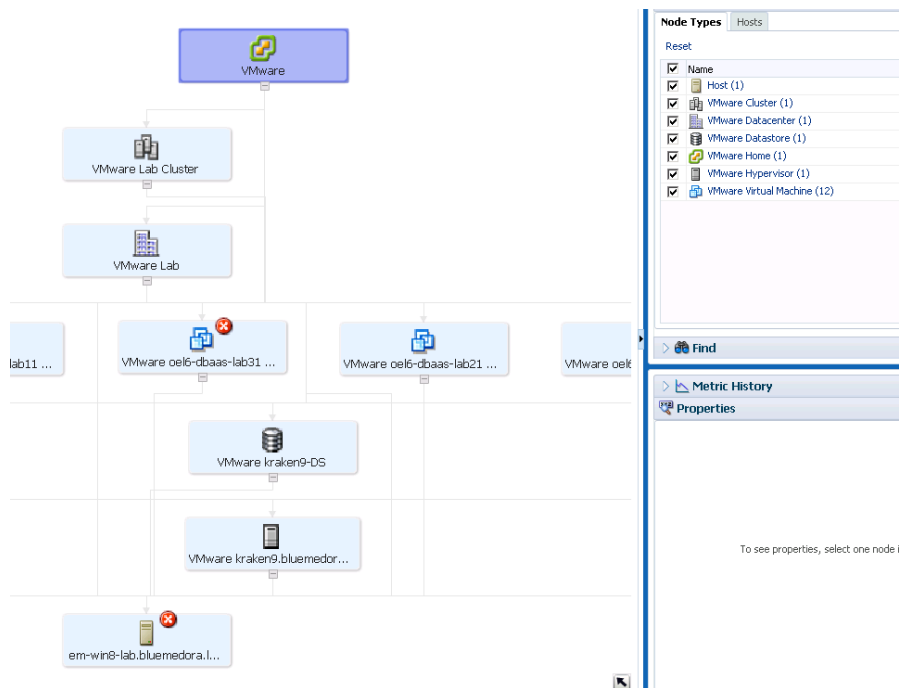 VMware
VMware Lab Cluster
VMware Lab
lab11 ...
VMware oel6-dbaas-lab31 ...
VMware oel6-dbaas-lab21 ...
VMware oel6
VMware kraken9-DS
VMware kraken9.bluemedor...
em-win8-lab.bluemedora.l...
Node Types
Hosts
Reset
Name
Host (1)
VMware Cluster (1)
VMware Datacenter (1)
VMware Datastore (1)
VMware Home (1)
VMware Hypervisor (1)
VMware Virtual Machine (12)
Find
Metric History
Properties
To see properties, select one node i